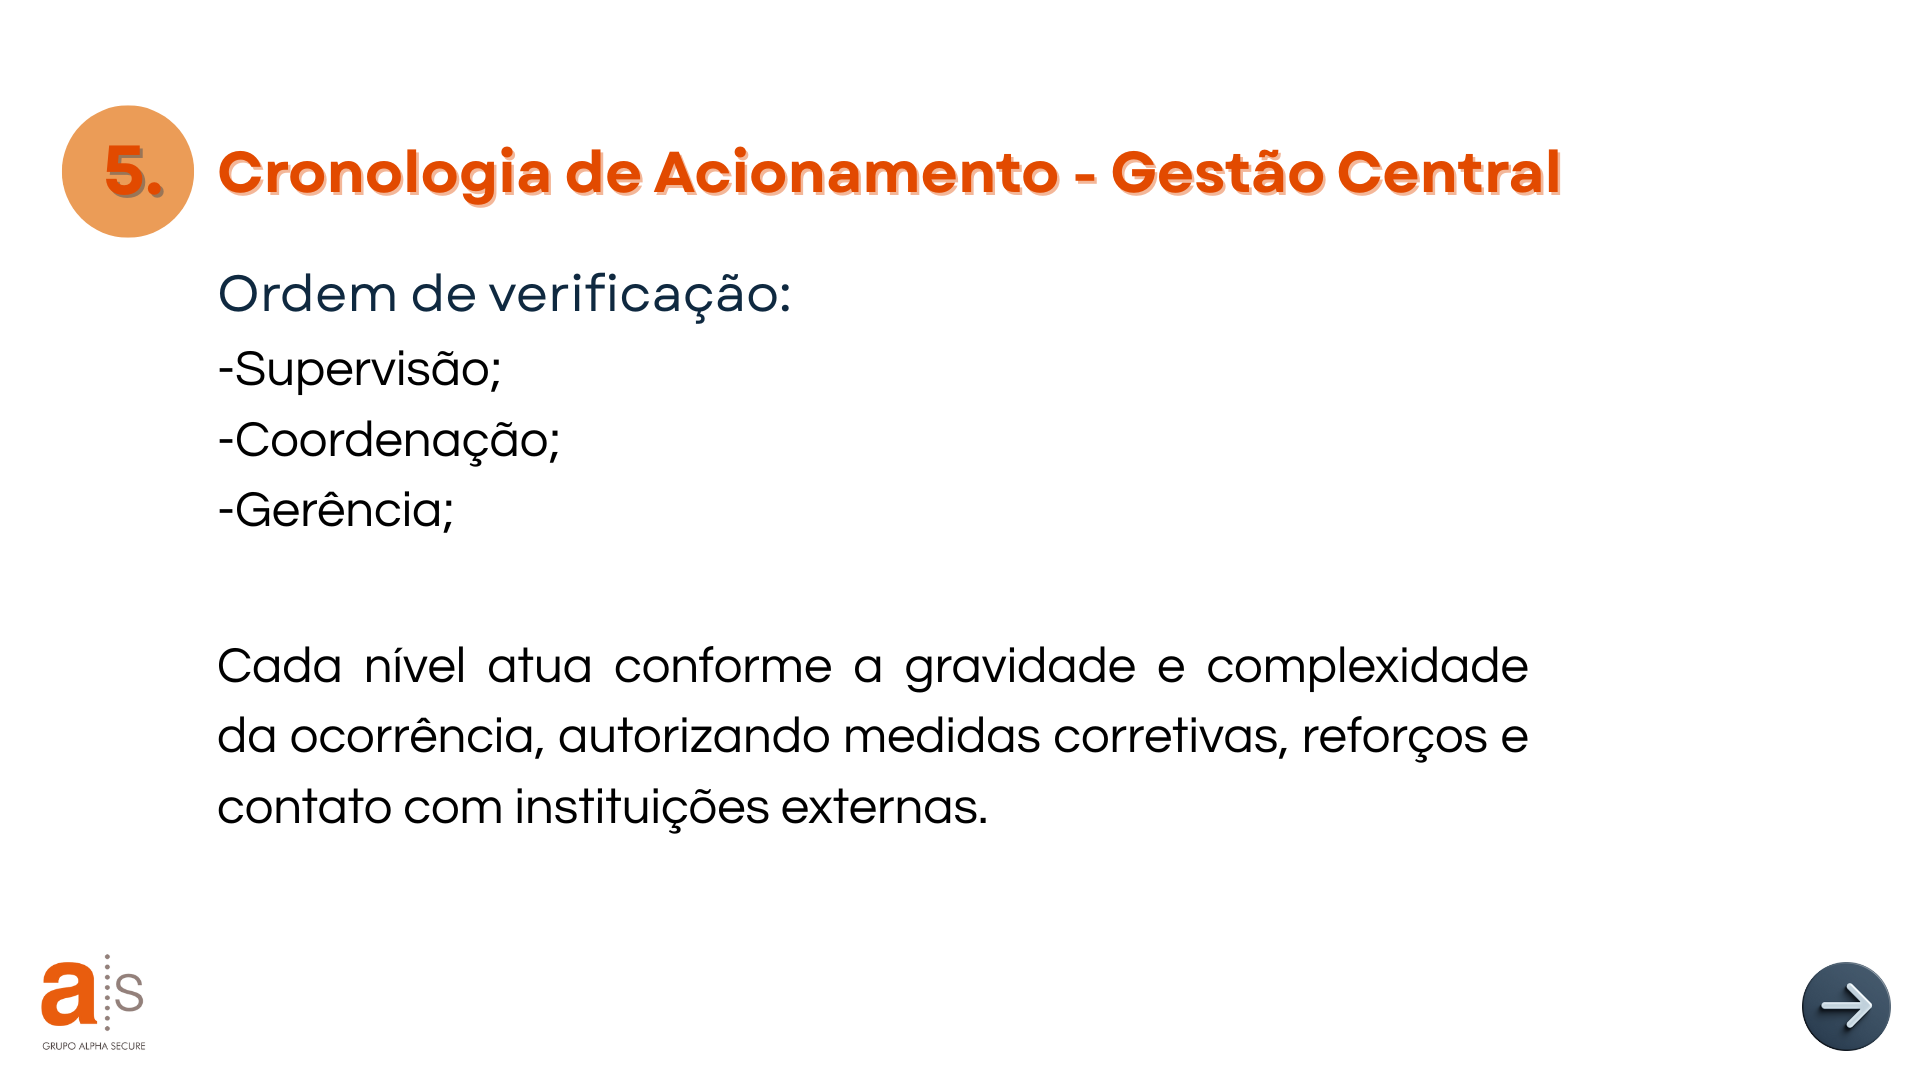 5. Cronologia de Acionamento - Gestão Central
Ordem de verificação:
-Supervisão;
-Coordenação;
-Gerência;
Cada nível atua conforme a gravidade e complexidade
da ocorrência, autorizando medidas corretivas, reforços e
contato com instituições externas.
a s
GRUPO ALPHA SECURE